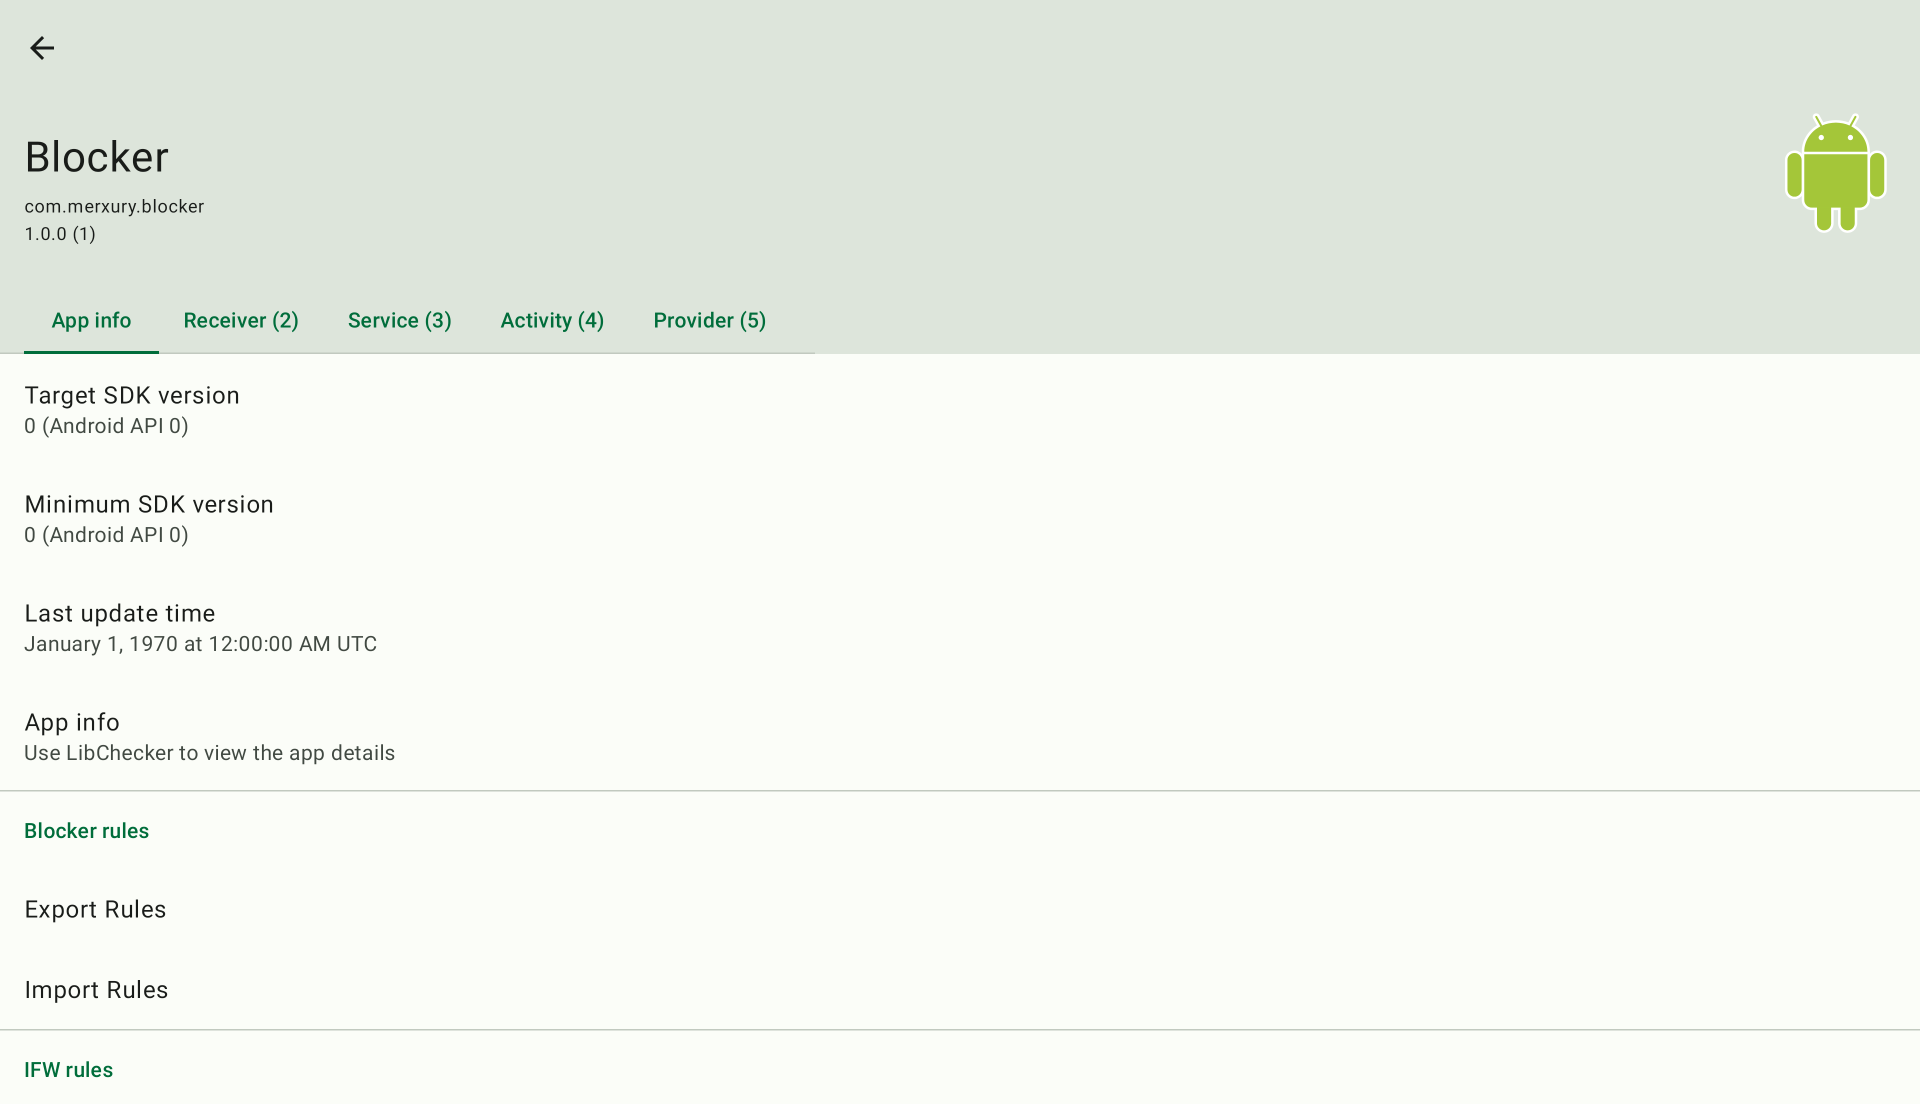 Blocker
com.merxury.blocker
1.0.0 (1)
App info
Receiver (2)
Service (3)
Activity (4)
Provider (5)
Target SDK version
0 (Android API 0)
Minimum SDK version
0 (Android API 0)
Last update time
January 1, 1970 at 12:00:00 AM UTC
App info
Use LibChecker to view the app details
Blocker rules
Export Rules
Import Rules
IFW rules